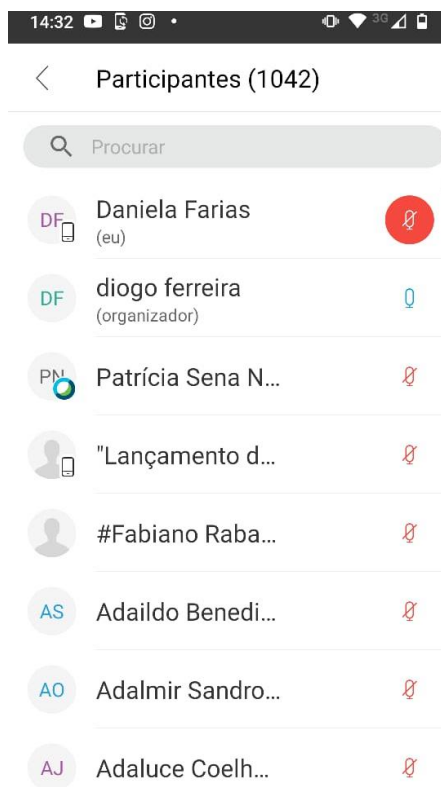 14:32 3G
Participantes (1042)
Procurar
DF Daniela Farias
(eu)
DF diogo ferreira
(organizador)
PN Patrícia Sena N...
"Lançamento d...
#Fabiano Raba...
AS Adaildo Benedi...
AO Adalmir Sandro...
AJ Adaluce Coelh...